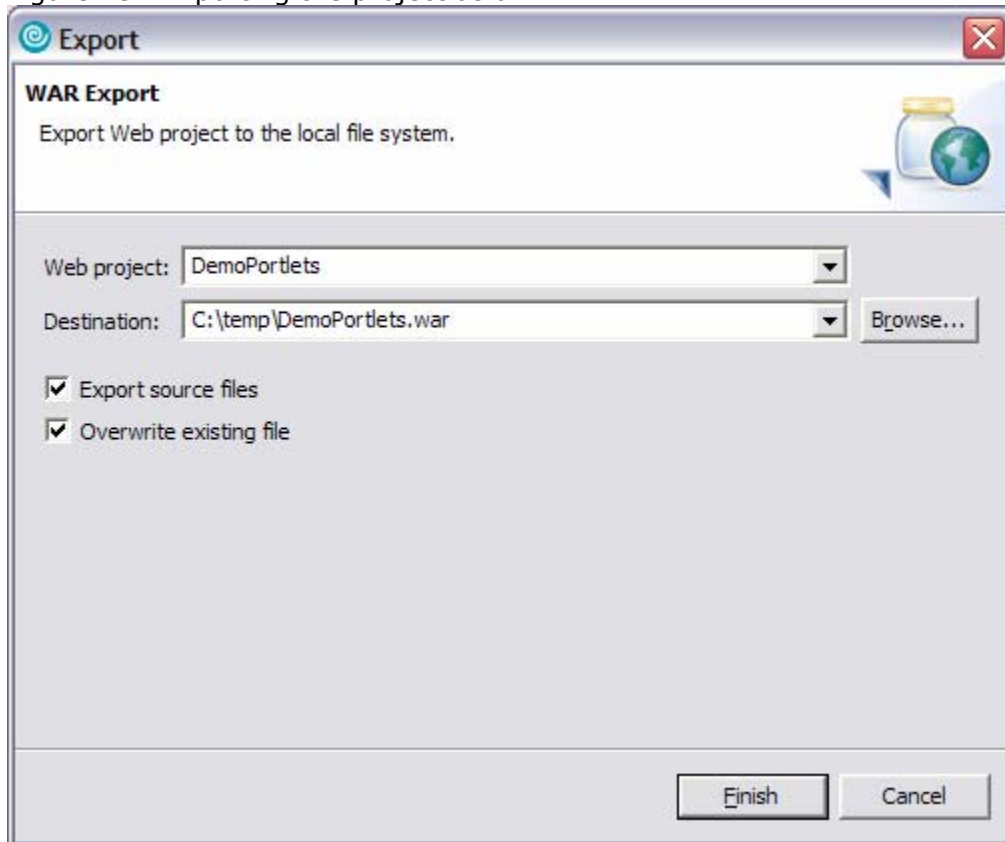 Export
WAR Export
Export Web project to the local file system.
Web project: DemoPortlets
Destination: C:\temp\DemoPortlets.war Browse...
Export source files
Overwrite existing file
Finish Cancel